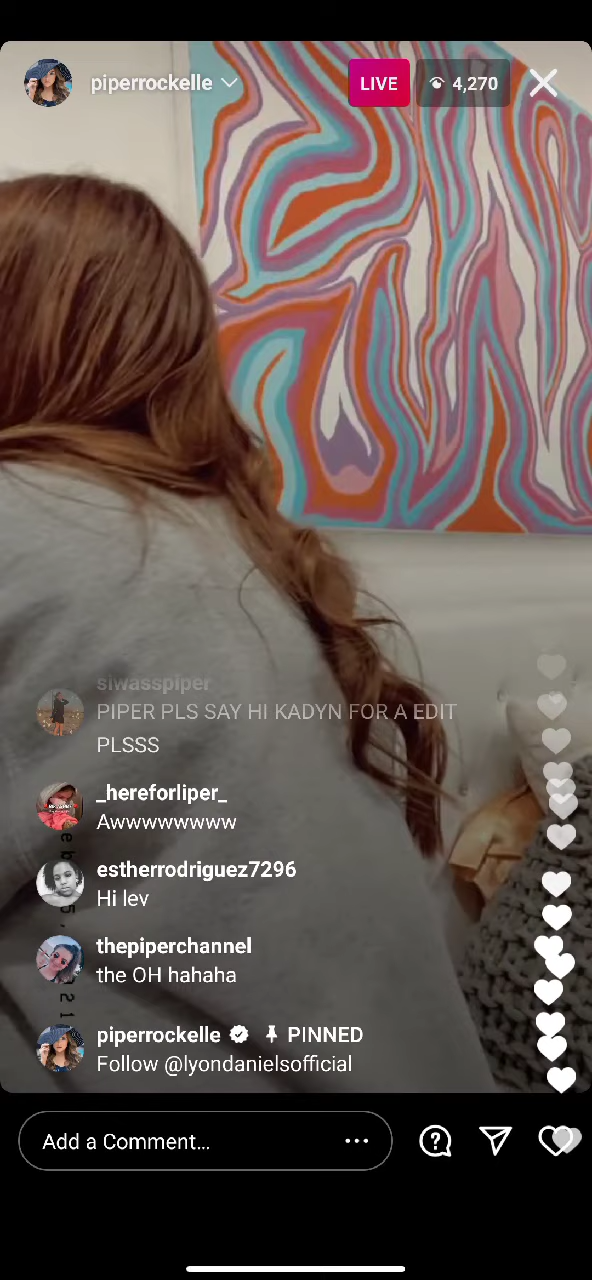 piperrockelle
LIVE
4,270
siwasspiper
PIPER PLS SAY HI KADYN FOR A EDIT
PLSSS
_hereforliper_
Awwwwwwww
estherrodriguez7296
Hi lev
thepiperchannel
the OH hahaha
piperrockelle PINNED
Follow @lyondanielsofficial
Add a Comment...